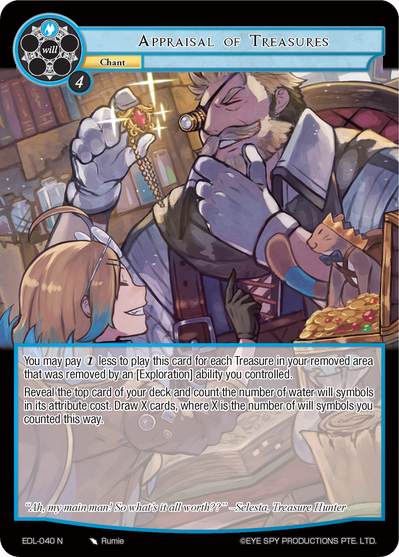 APPRAISAL OF TREASURES
will
Chant
4
You may pay 1 less to play this card for each Treasure in your removed area
that was removed by an [Exploration] ability you controlled.
Reveal the top card of your deck and count the number of water will symbols
in its attribute cost. Draw X cards, where X is the number of will symbols you
counted this way.
"Ah, my main man! So what's it all worth??" –Selesta, Treasure Hunter
EDL-040 N Rumie ©EYE SPY PRODUCTIONS PTE. LTD.